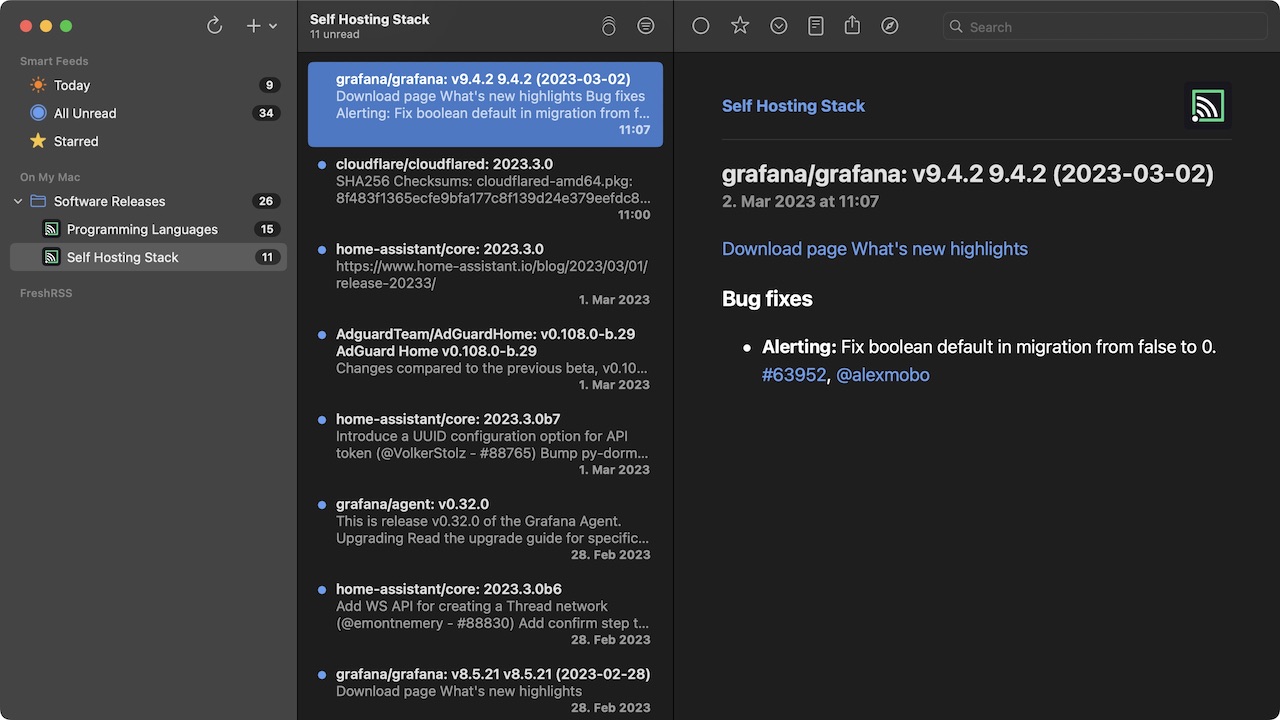 Smart Feeds
Today 9
All Unread 34
Starred
On My Mac
Software Releases 26
Programming Languages 15
Self Hosting Stack 11
FreshRSS
Self Hosting Stack
11 unread
grafana/grafana: v9.4.2 9.4.2 (2023-03-02)
Download page What's new highlights Bug fixes
Alerting: Fix boolean default in migration from f...
11:07
cloudflare/cloudflared: 2023.3.0
SHA256 Checksums: cloudflared-amd64.pkg:
8f483f1365ecfe9bfa177c8f139d24e379eefdc8...
11:00
home-assistant/core: 2023.3.0
https://www.home-assistant.io/blog/2023/03/01/
release-20233/
1. Mar 2023
AdguardTeam/AdGuardHome: v0.108.0-b.29
AdGuard Home v0.108.0-b.29
Changes compared to the previous beta, v0.10...
1. Mar 2023
home-assistant/core: 2023.3.0b7
Introduce a UUID configuration option for API
token (@VolkerStolz - #88765) Bump py-dorm...
1. Mar 2023
grafana/agent: v0.32.0
This is release v0.32.0 of the Grafana Agent.
Upgrading Read the upgrade guide for specific...
28. Feb 2023
home-assistant/core: 2023.3.0b6
Add WS API for creating a Thread network
(@emontnemery - #88830) Add confirm step t...
28. Feb 2023
grafana/grafana: v8.5.21 v8.5.21 (2023-02-28)
Download page What's new highlights
28. Feb 2023
Search
Self Hosting Stack
grafana/grafana: v9.4.2 9.4.2 (2023-03-02)
2. Mar 2023 at 11:07
Download page What's new highlights
Bug fixes
• Alerting: Fix boolean default in migration from false to 0.
#63952, @alexmobo